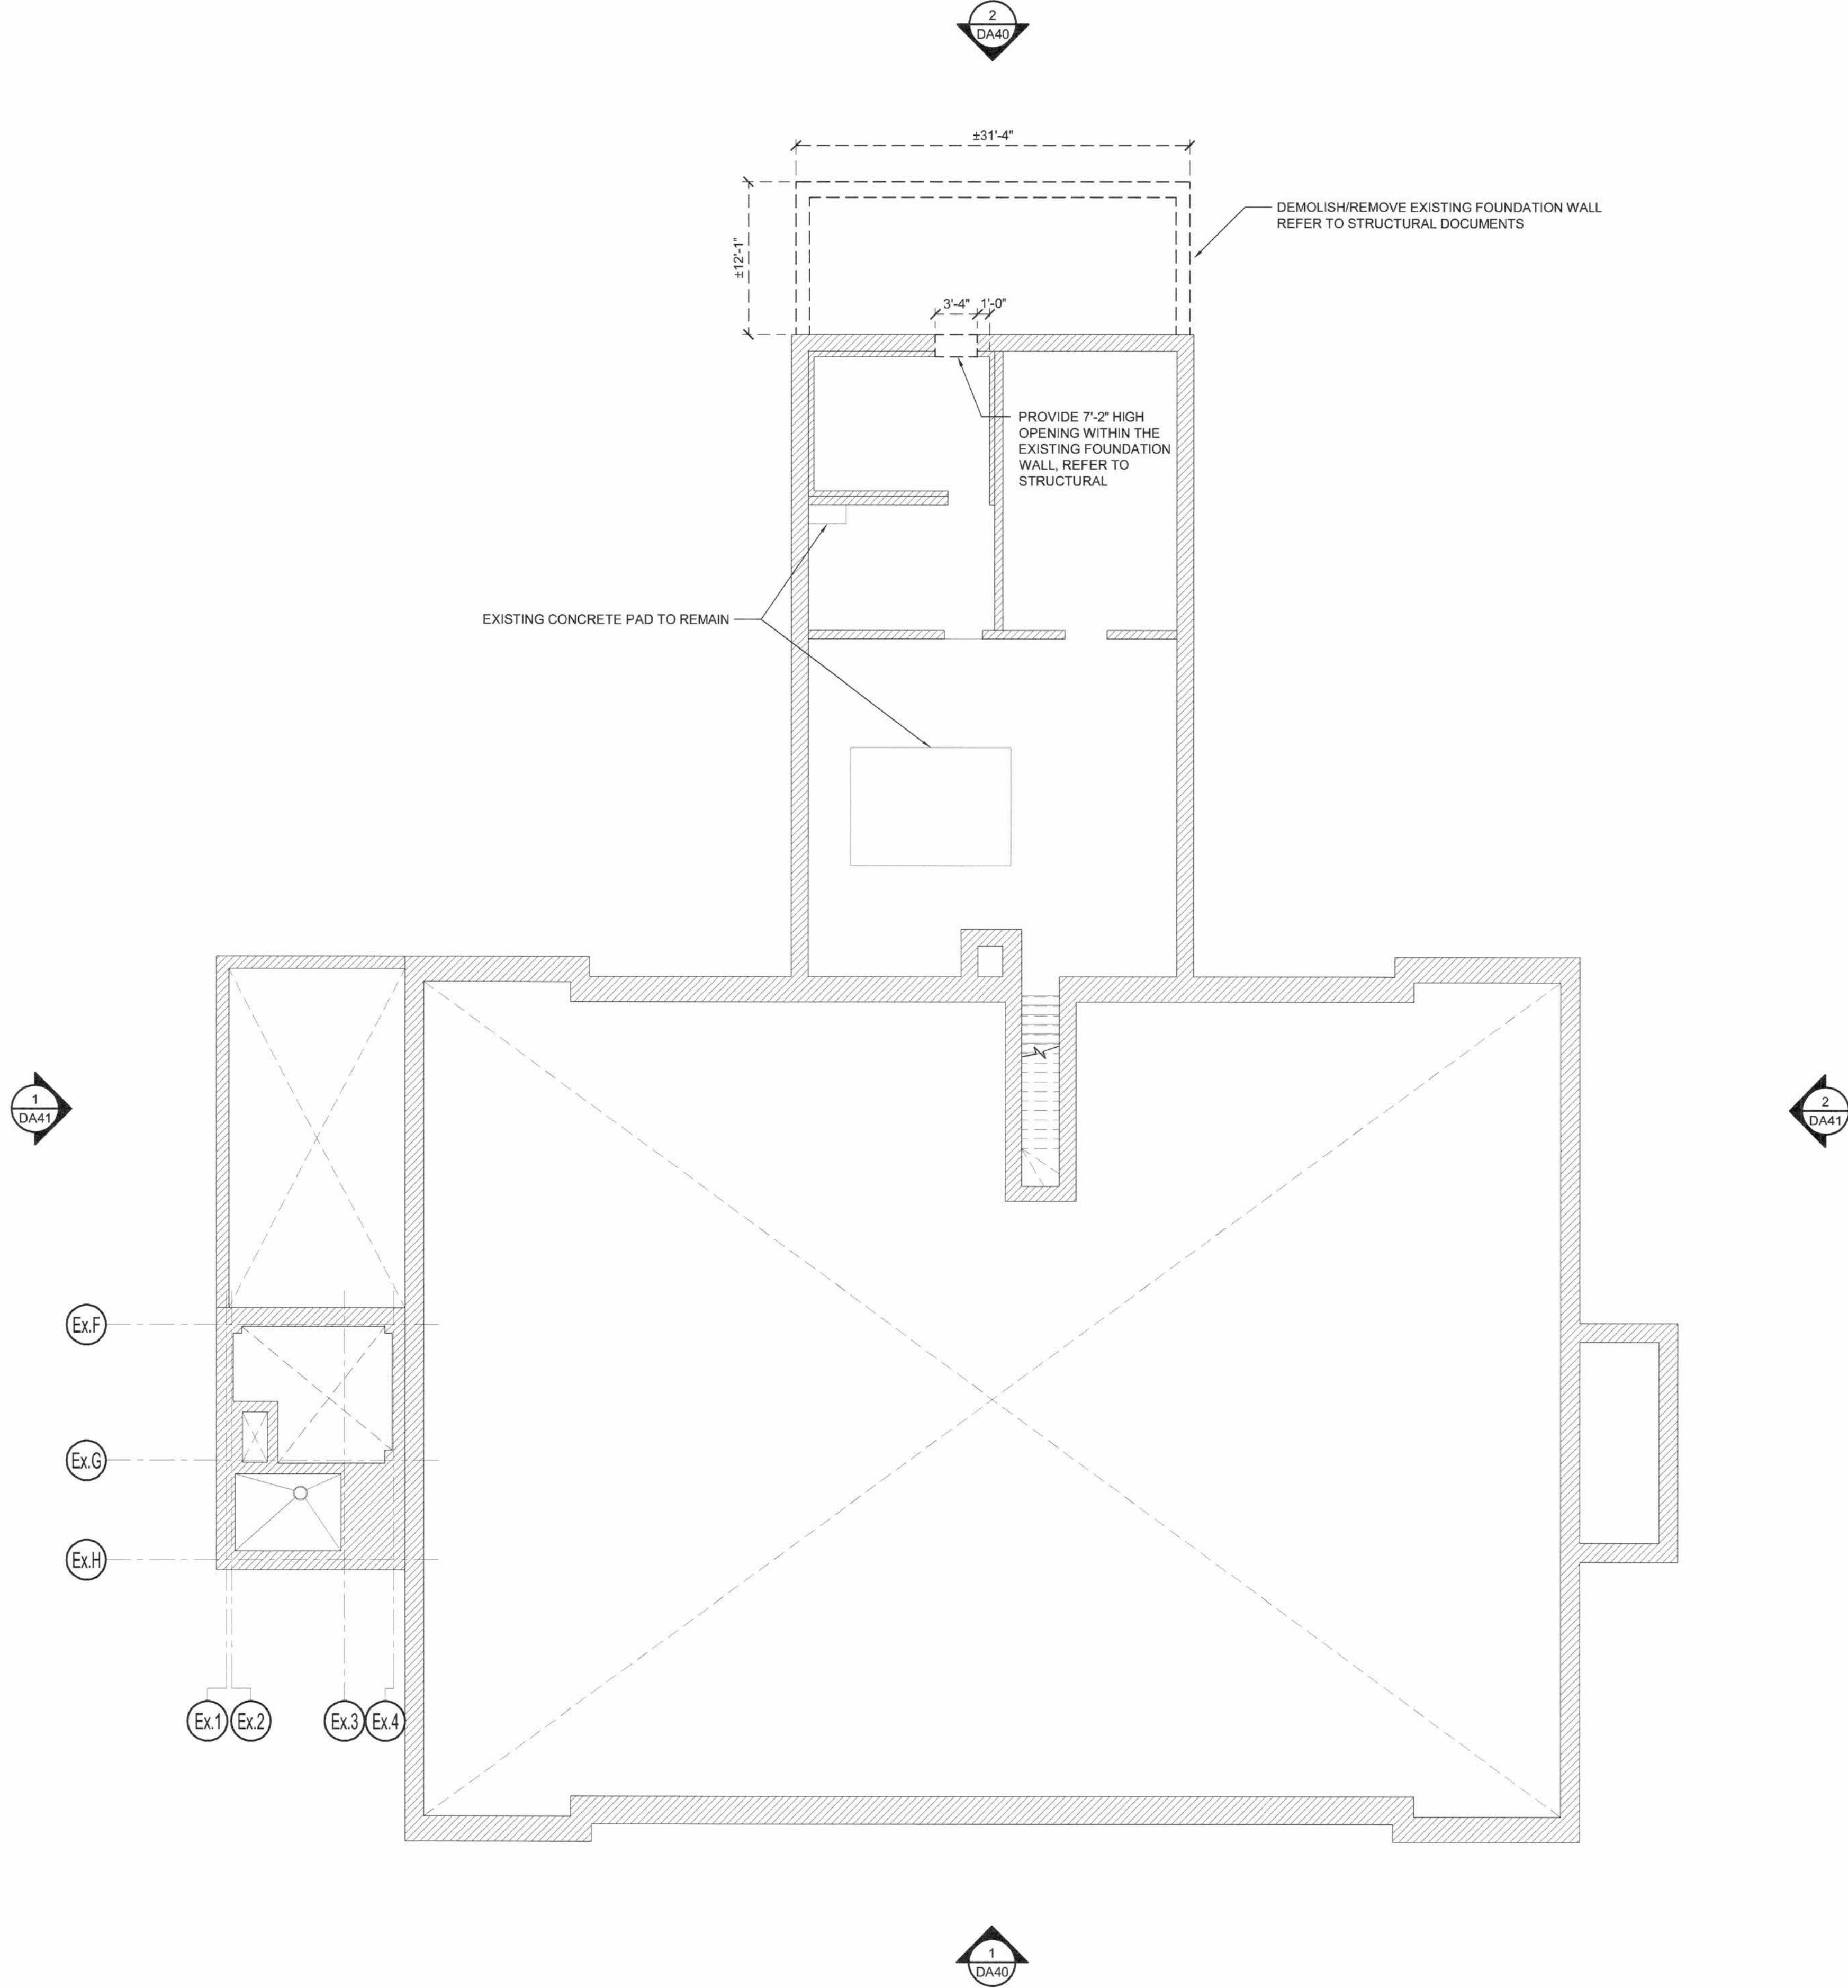 2
DA40
±31'-4"
DEMOLISH/REMOVE EXISTING FOUNDATION WALL
REFER TO STRUCTURAL DOCUMENTS
±12'-1"
3'-4" 1'-0"
PROVIDE 7'-2" HIGH
OPENING WITHIN THE
EXISTING FOUNDATION
WALL, REFER TO
STRUCTURAL
EXISTING CONCRETE PAD TO REMAIN
1
DA41
2
DA41
Ex.F
Ex.G
Ex.H
Ex.1 Ex.2 Ex.3 Ex.4
1
DA40